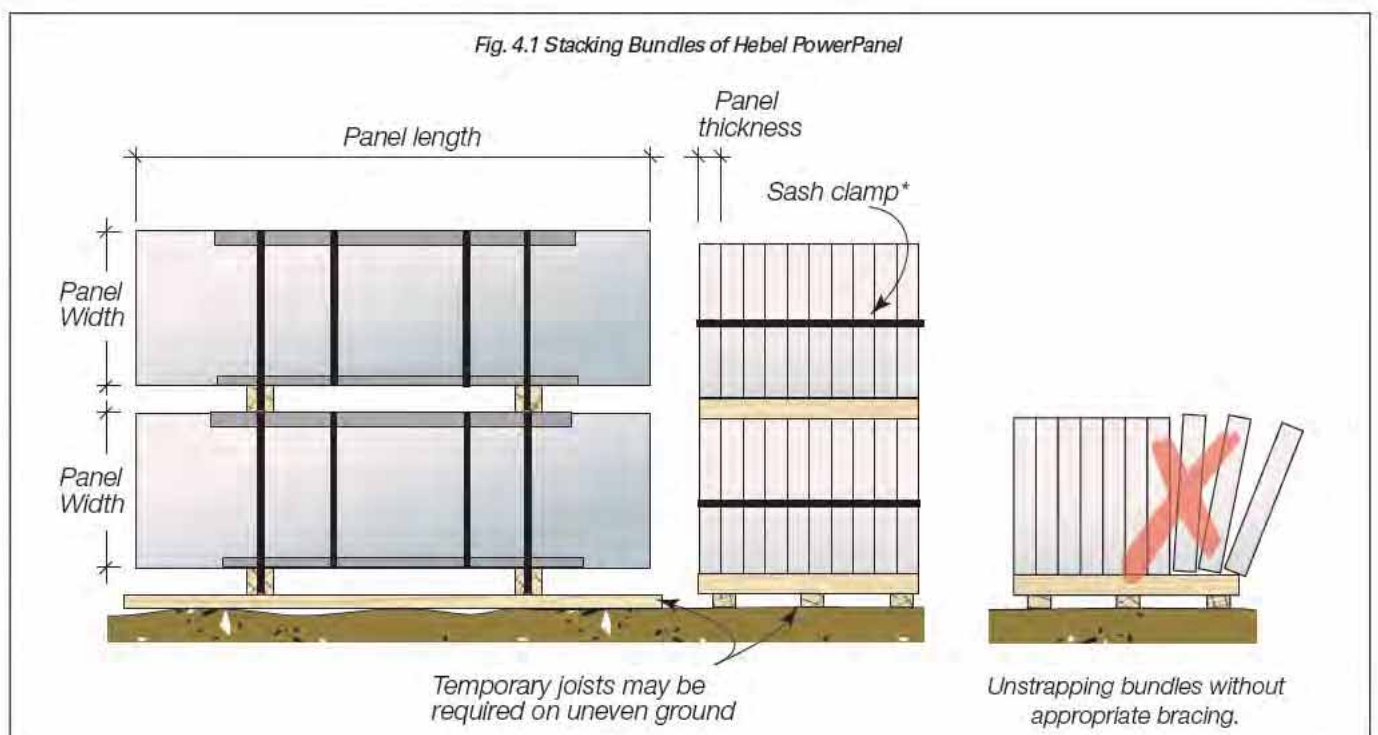 Fig. 4.1 Stacking Bundles of Hebel PowerPanel
Panel length
Panel
thickness
Sash clamp*
Panel
Width
Panel
Width
Temporary joists may be
required on uneven ground
Unstrapping bundles without
appropriate bracing.